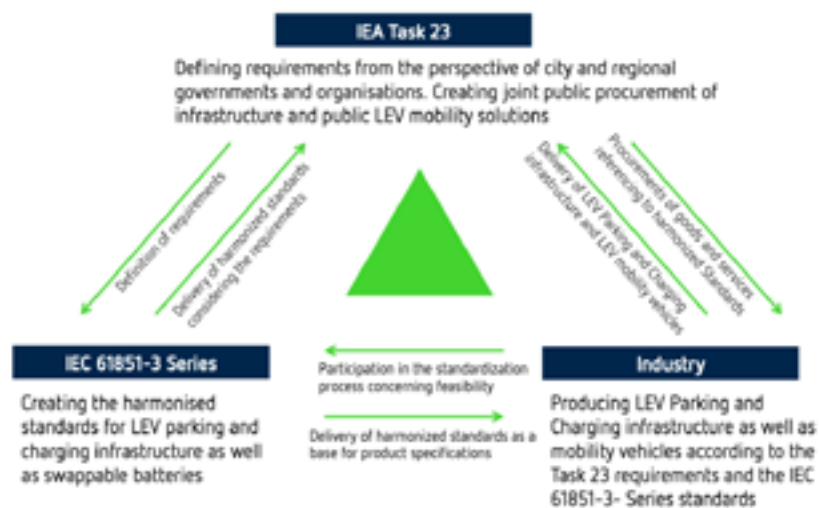 IEA Task 23
Defining requirements from the perspective of city and regional
governments and organisations. Creating joint public procurement of
infrastructure and public LEV mobility solutions
Definition of requirements
Delivery of harmonized standards
considering the requirements
Delivery of LEV Parking and Charging
infrastructure and LEV mobility vehicles
Procurements of goods and services
referencing to harmonized Standards
IEC 61851-3 Series
Creating the harmonised
standards for LEV parking and
charging infrastructure as well
as swappable batteries
Participation in the standardization
process concerning feasibility
Delivery of harmonized standards as a
base for product specifications
Industry
Producing LEV Parking and
Charging infrastructure as well as
mobility vehicles according to the
Task 23 requirements and the IEC
61851-3- Series standards